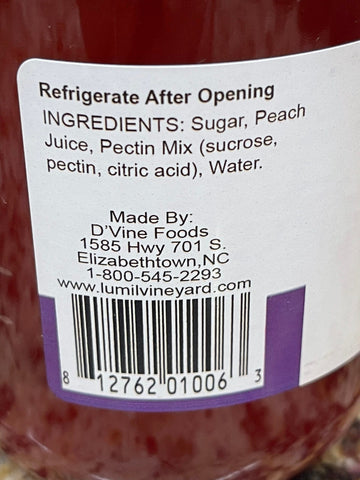 Refrigerate After Opening
INGREDIENTS: Sugar, Peach
Juice, Pectin Mix (sucrose,
pectin, citric acid), Water.
Made By:
D'Vine Foods
1585 Hwy 701 S.
Elizabethtown,NC
1-800-545-2293
www.lumilvineyard.com
8 12762 01006 3